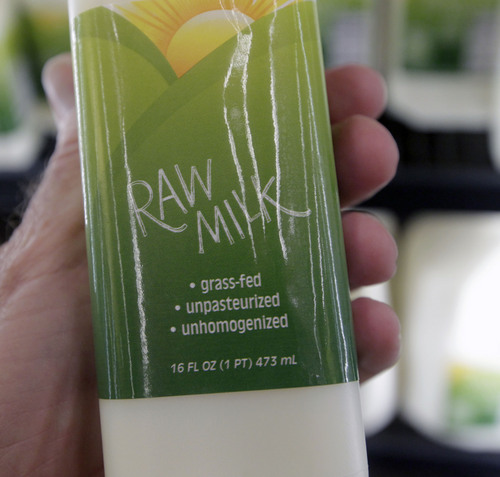 RAW
MILK
• grass-fed
• unpasteurized
• unhomogenized
16 FL OZ (1 PT) 473 mL